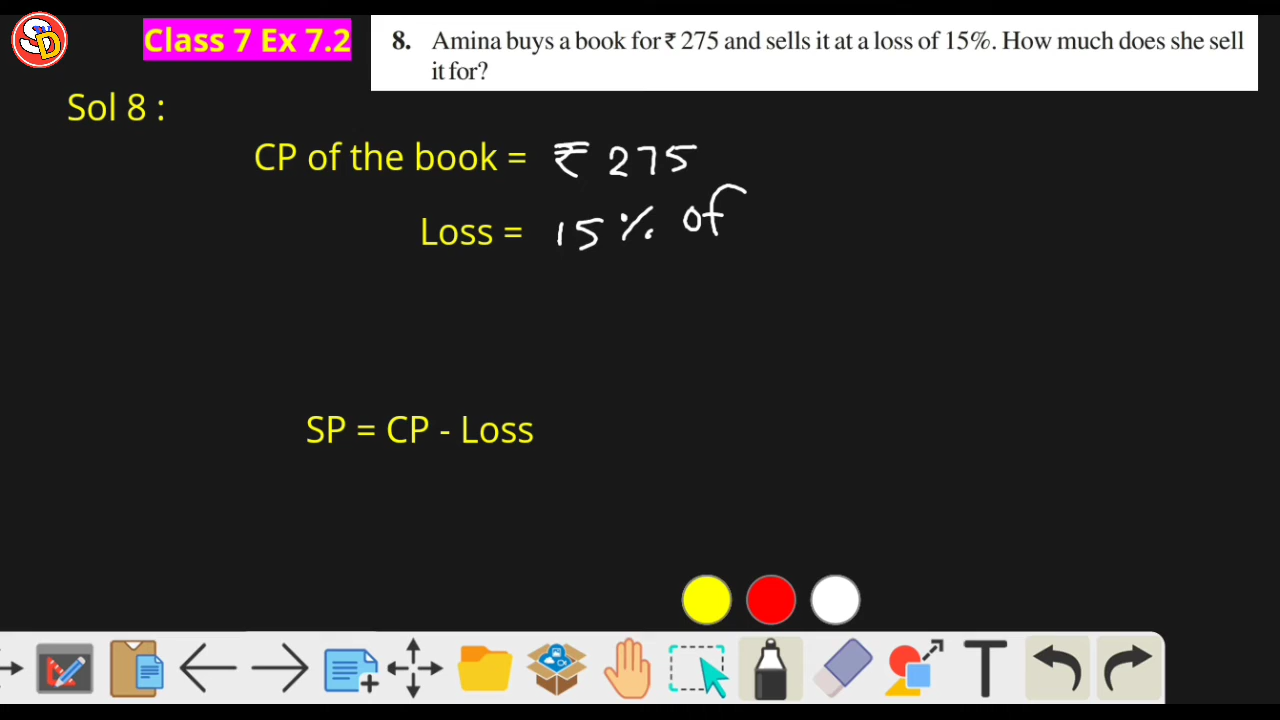 SD
Class 7 Ex 7.2
8. Amina buys a book for ₹ 275 and sells it at a loss of 15%. How much does she sell
it for?
Sol 8 :
CP of the book = ₹ 275
Loss = 15% of
SP = CP - Loss
T